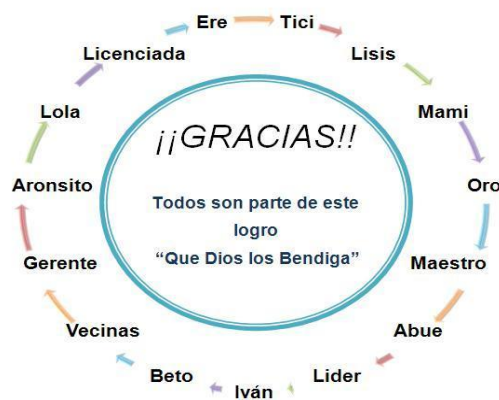 Ere
Tici
Lisis
Mami
Oro
Maestro
Abue
Lider
Iván
Beto
Vecinas
Gerente
Aronsito
Lola
Licenciada
¡¡GRACIAS!!
Todos son parte de este
logro
“Que Dios los Bendiga”